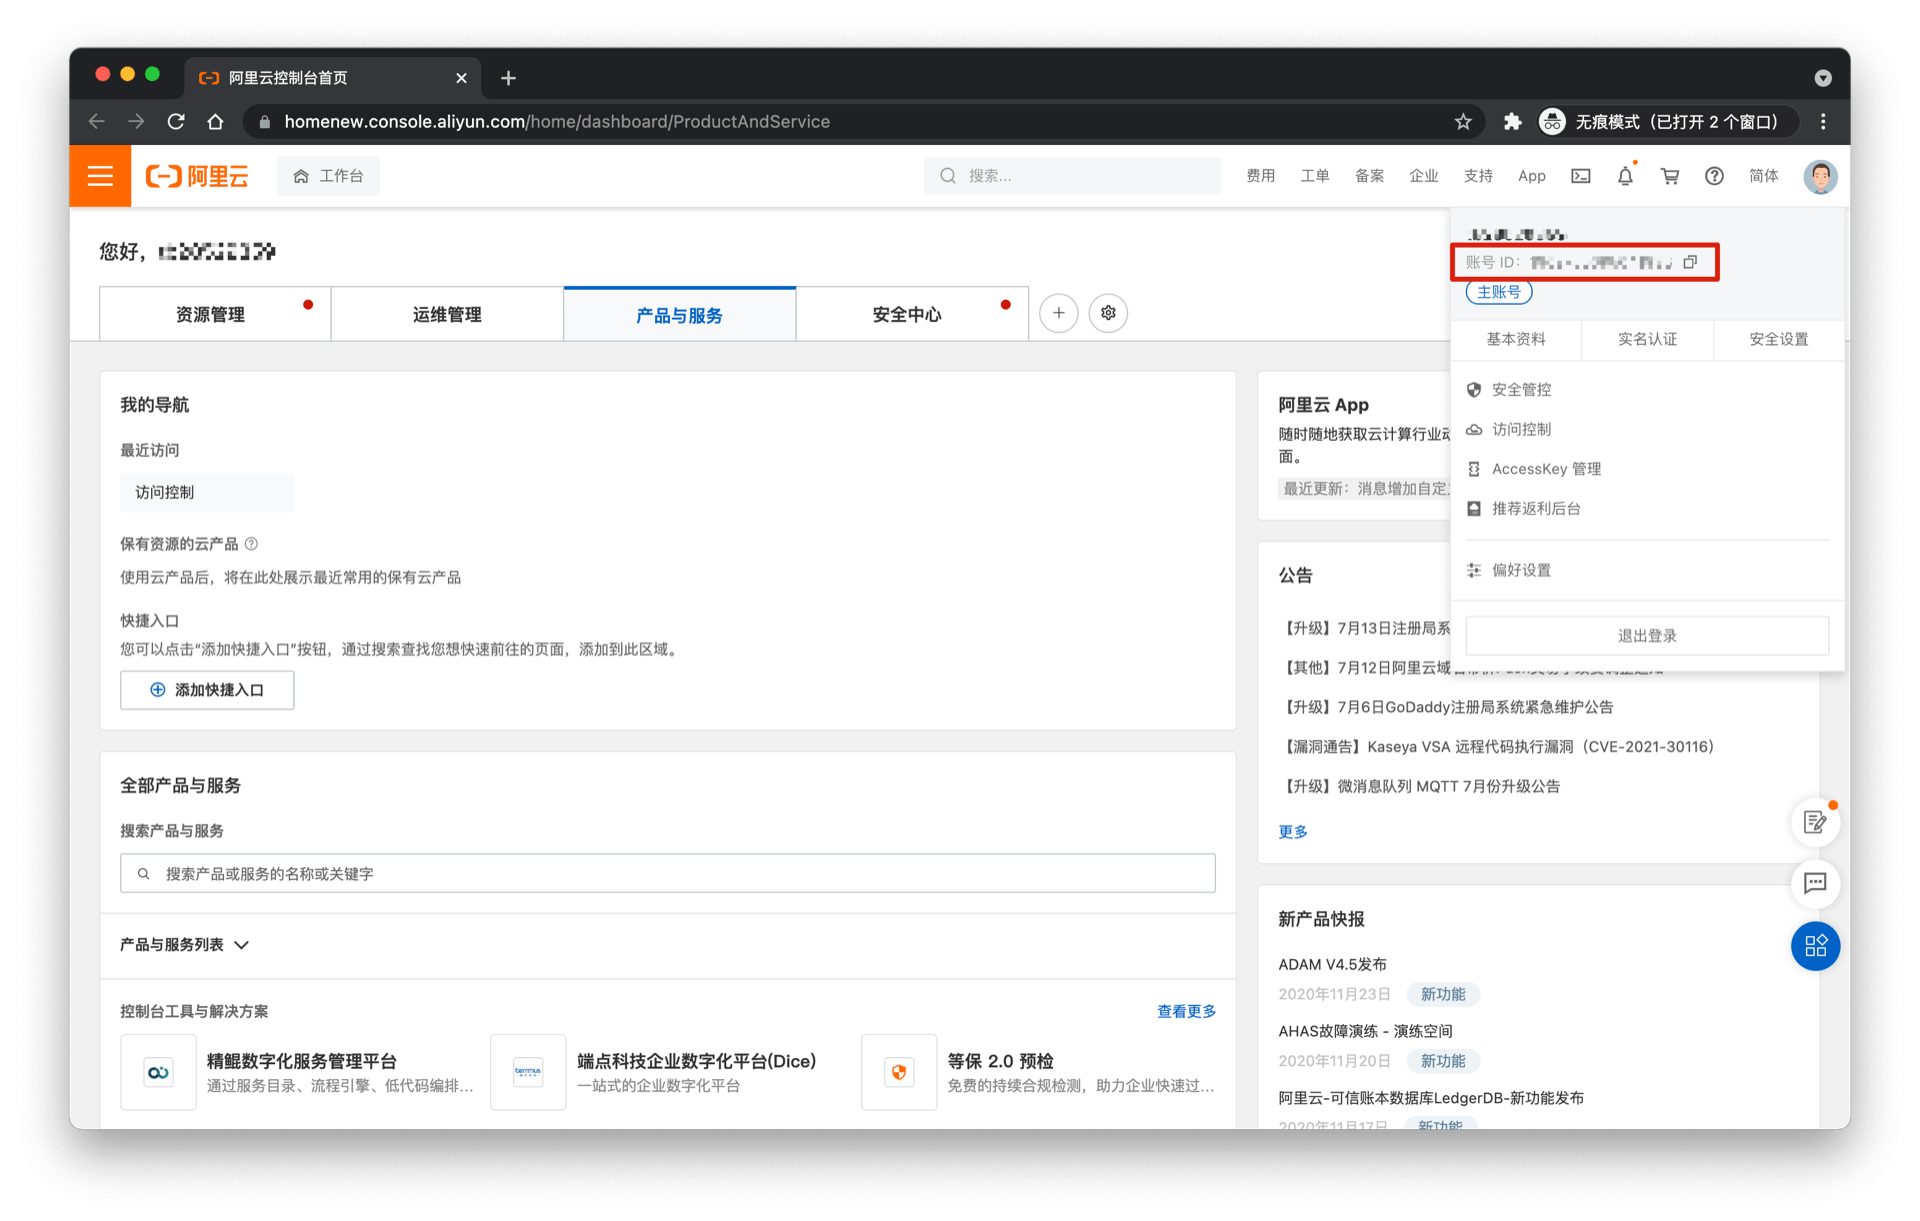 阿里云控制台首页
homenew.console.aliyun.com/home/dashboard/ProductAndService
无痕模式（已打开 2 个窗口）
阿里云
工作台
搜索...
费用
工单
备案
企业
支持
App
简体
您好，
账号 ID：
主账号
资源管理
运维管理
产品与服务
安全中心
基本资料
实名认证
安全设置
安全管控
访问控制
AccessKey 管理
推荐返利后台
偏好设置
退出登录
我的导航
最近访问
访问控制
保有资源的云产品
使用云产品后，将在此处展示最近常用的保有云产品
快捷入口
您可以点击“添加快捷入口”按钮，通过搜索查找您想快速前往的页面，添加到此区域。
添加快捷入口
阿里云 App
随时随地获取云计算行业动
面。
最近更新：消息增加自定
公告
【升级】7月13日注册局系
【其他】7月12日阿里云域
【升级】7月6日GoDaddy注册局系统紧急维护公告
【漏洞通告】Kaseya VSA 远程代码执行漏洞（CVE-2021-30116）
【升级】微消息队列 MQTT 7月份升级公告
更多
全部产品与服务
搜索产品与服务
搜索产品或服务的名称或关键字
产品与服务列表
控制台工具与解决方案
查看更多
精鲲数字化服务管理平台
通过服务目录、流程引擎、低代码编排...
terminus
端点科技企业数字化平台(Dice)
一站式的企业数字化平台
等保 2.0 预检
免费的持续合规检测，助力企业快速过...
新产品快报
ADAM V4.5发布
2020年11月23日 新功能
AHAS故障演练 - 演练空间
2020年11月20日 新功能
阿里云-可信账本数据库LedgerDB-新功能发布
2020年11月17日 新功能